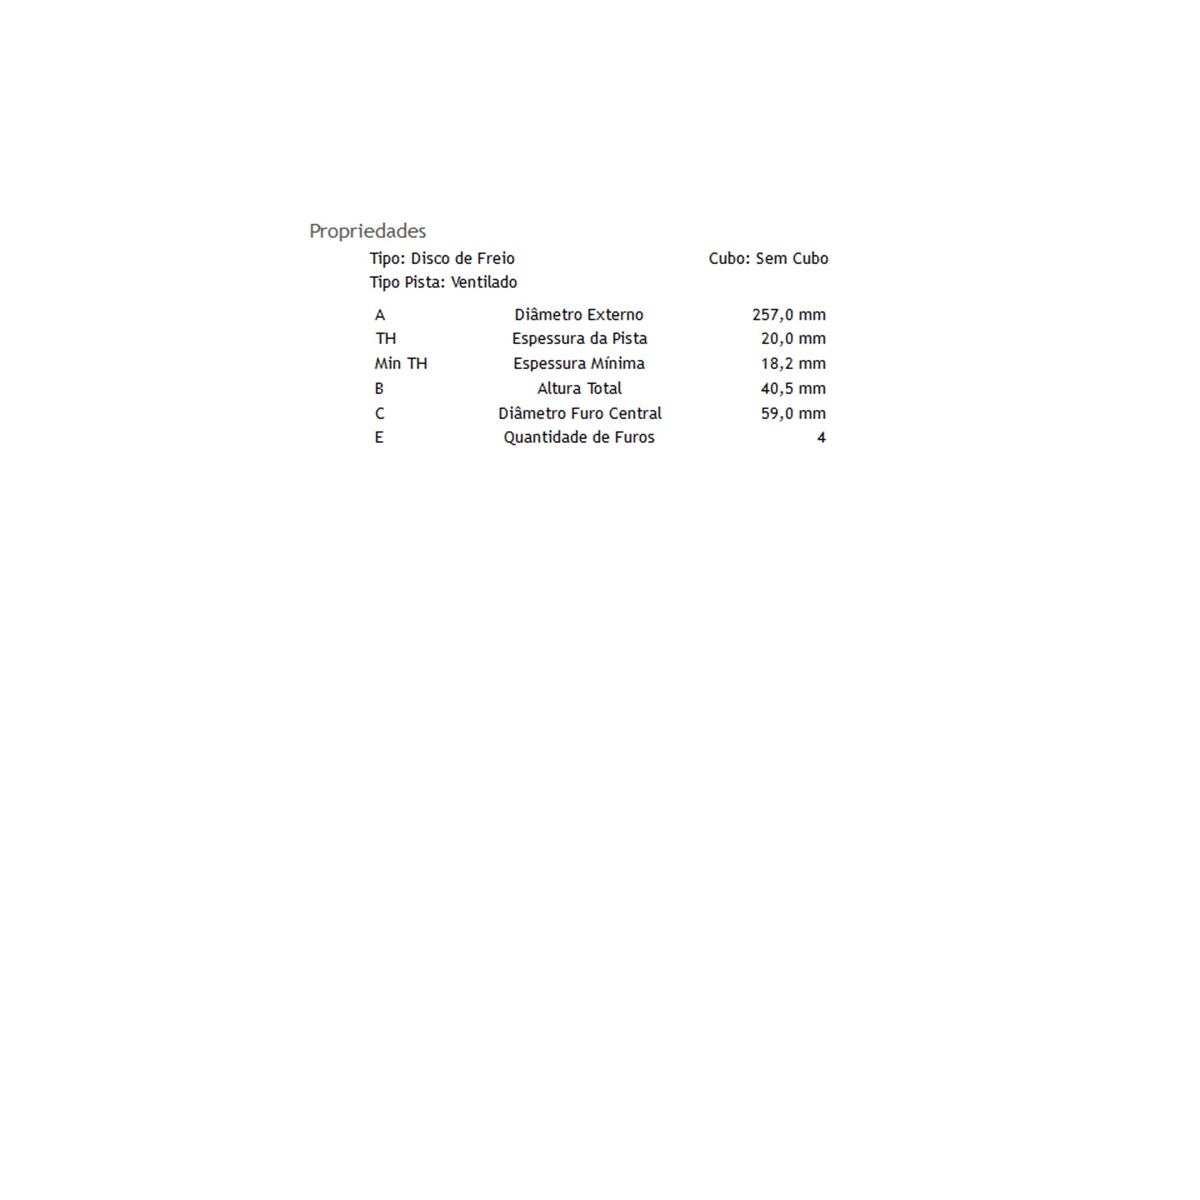 Propriedades
Tipo: Disco de Freio Cubo: Sem Cubo
Tipo Pista: Ventilado
A Diâmetro Externo 257,0 mm
TH Espessura da Pista 20,0 mm
Min TH Espessura Mínima 18,2 mm
B Altura Total 40,5 mm
C Diâmetro Furo Central 59,0 mm
E Quantidade de Furos 4